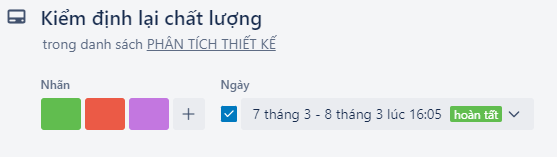 Kiểm định lại chất lượng
trong danh sách PHÂN TÍCH THIẾT KẾ
Nhãn Ngày
7 tháng 3 - 8 tháng 3 lúc 16:05 hoàn tất